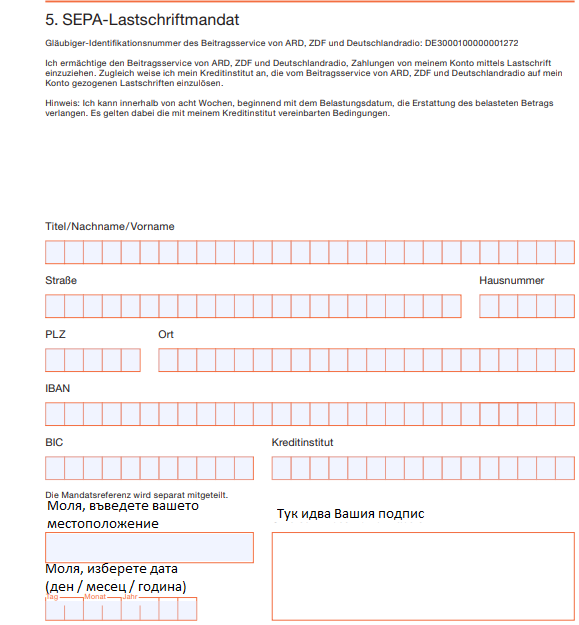 5. SEPA-Lastschriftmandat
Gläubiger-Identifikationsnummer des Beitragsservice von ARD, ZDF und Deutschlandradio: DE3000100000001272
Ich ermächtige den Beitragsservice von ARD, ZDF und Deutschlandradio, Zahlungen von meinem Konto mittels Lastschrift
einzuziehen. Zugleich weise ich mein Kreditinstitut an, die vom Beitragsservice von ARD, ZDF und Deutschlandradio auf mein
Konto gezogenen Lastschriften einzulösen.
Hinweis: Ich kann innerhalb von acht Wochen, beginnend mit dem Belastungsdatum, die Erstattung des belasteten Betrags
verlangen. Es gelten dabei die mit meinem Kreditinstitut vereinbarten Bedingungen.
Titel/Nachname/Vorname
Straße Hausnummer
PLZ Ort
IBAN
BIC Kreditinstitut
Die Mandatsreferenz wird separat mitgeteilt.
Моля, въведете вашето
местоположение
Тук идва Вашия подпис
Моля, изберете дата
(ден / месец / година)
Tag Monat Jahr